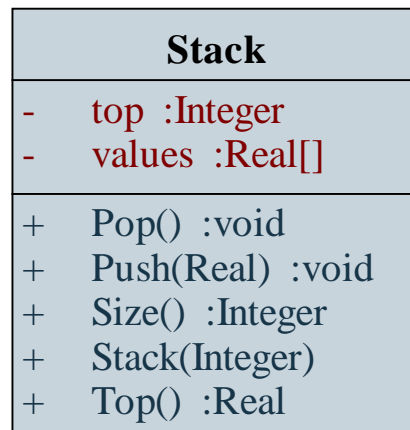 Stack
- top :Integer
- values :Real[]
+ Pop() :void
+ Push(Real) :void
+ Size() :Integer
+ Stack(Integer)
+ Top() :Real